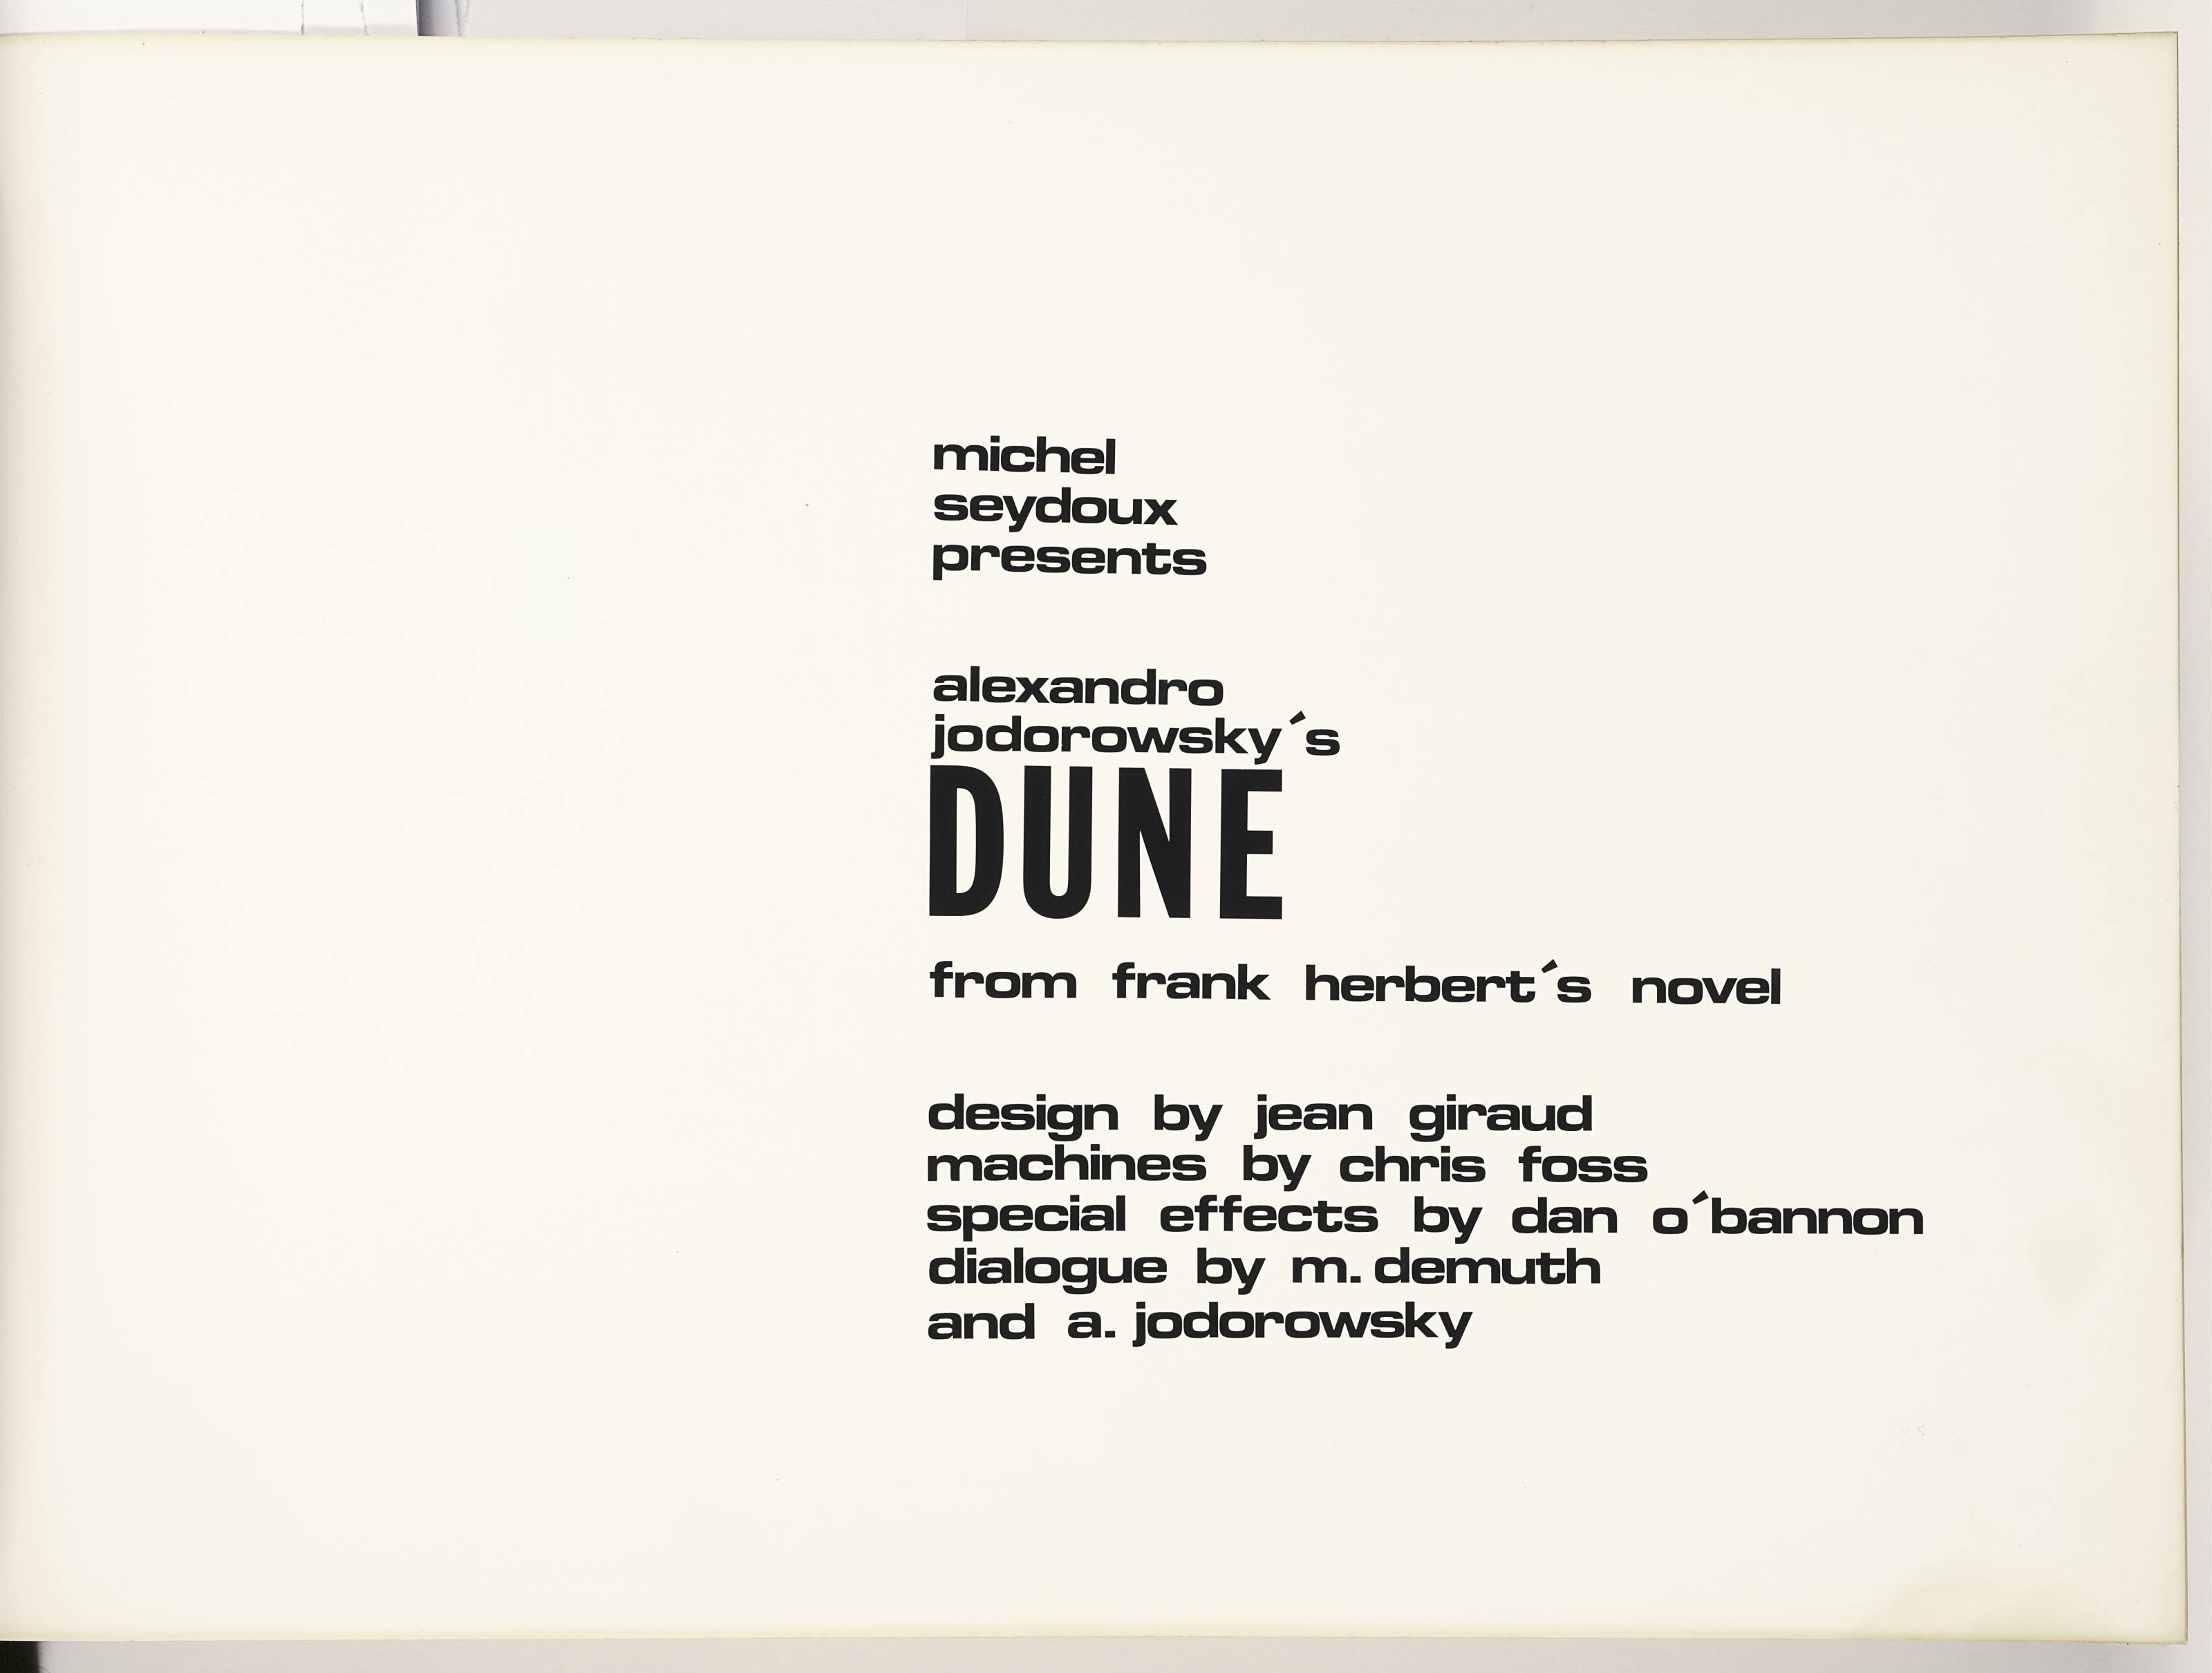 michel
seydoux
presents
alexandro
jodorowsky´s
DUNE
from frank herbert´s novel
design by jean giraud
machines by chris foss
special effects by dan o´bannon
dialogue by m. demuth
and a. jodorowsky